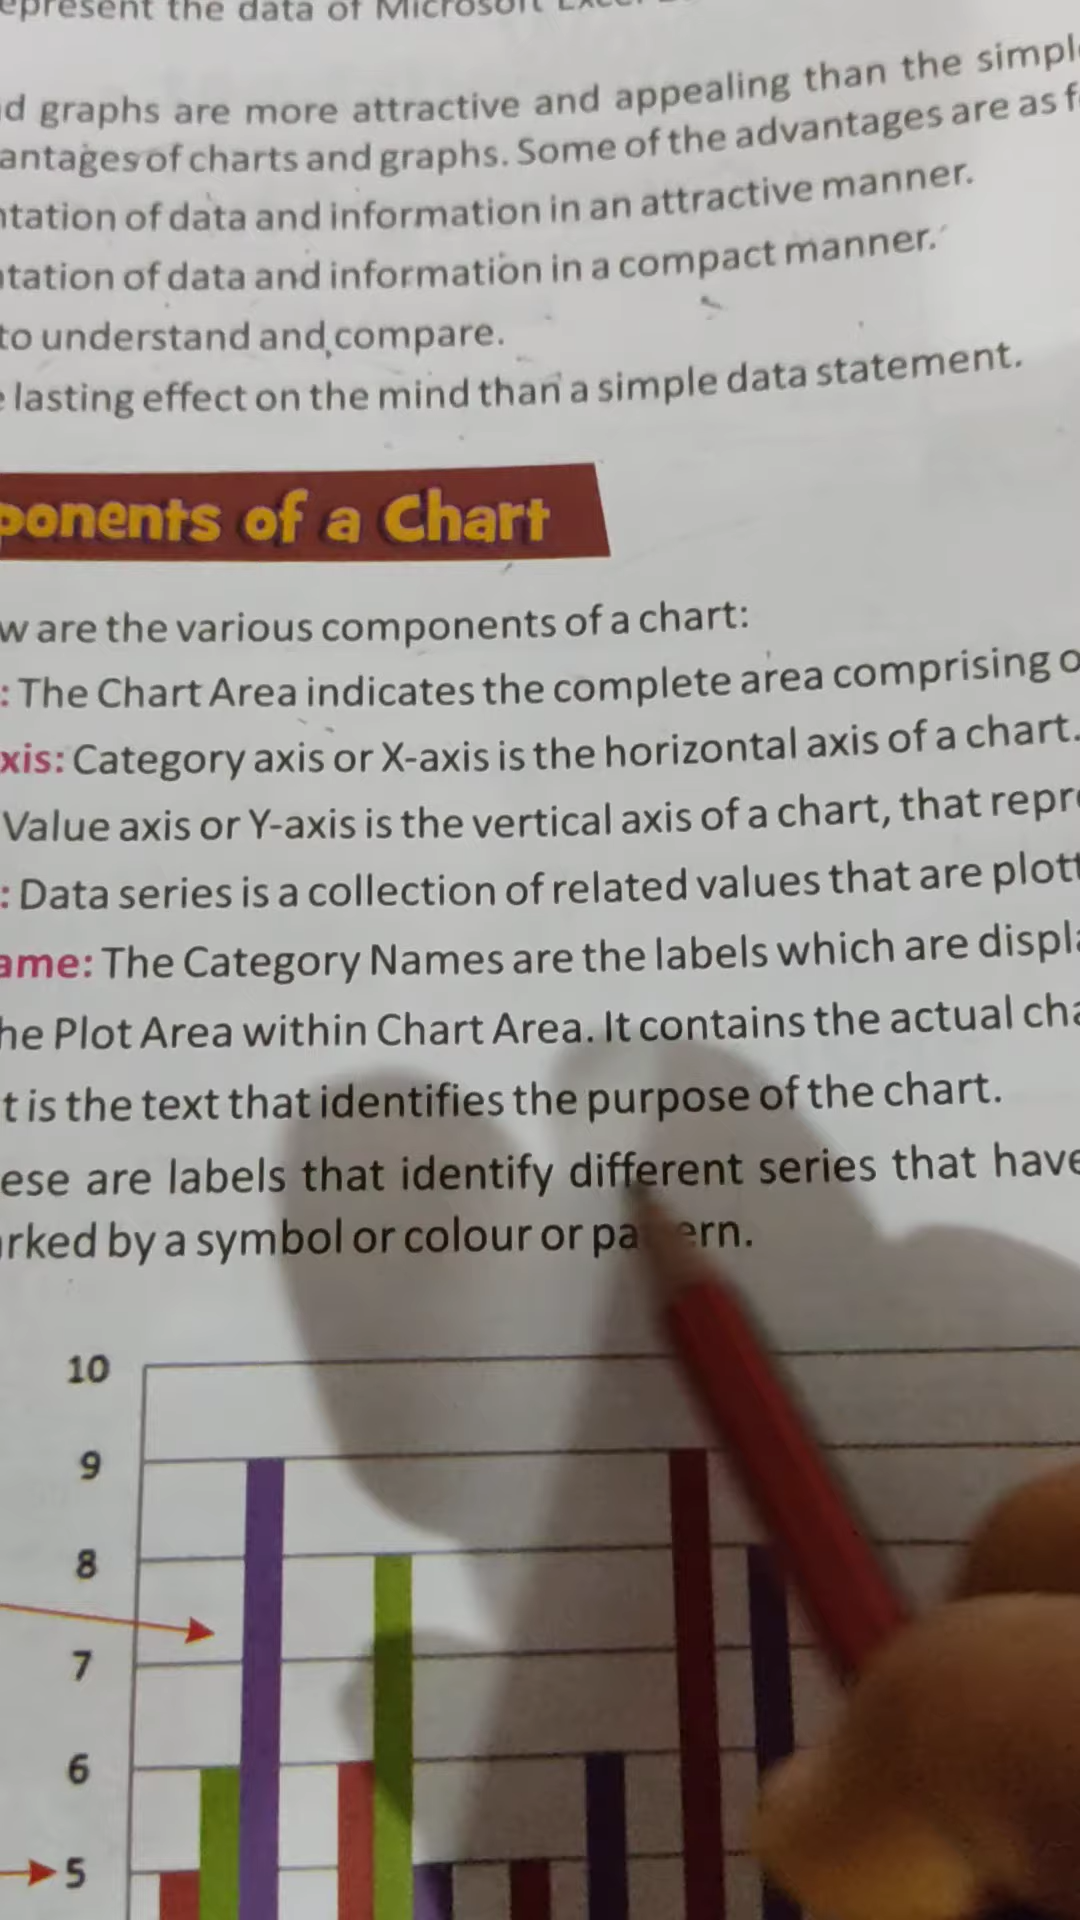 epresent the data of Microsoft Excel
d graphs are more attractive and appealing than the simpl
antages of charts and graphs. Some of the advantages are as f
ntation of data and information in an attractive manner.
tation of data and information in a compact manner.
to understand and compare.
e lasting effect on the mind than a simple data statement.
ponents of a Chart
w are the various components of a chart:
: The Chart Area indicates the complete area comprising o
xis: Category axis or X-axis is the horizontal axis of a chart.
Value axis or Y-axis is the vertical axis of a chart, that repr
: Data series is a collection of related values that are plott
ame: The Category Names are the labels which are displa
he Plot Area within Chart Area. It contains the actual cha
t is the text that identifies the purpose of the chart.
ese are labels that identify different series that have
rked by a symbol or colour or pa ern.
10
9
8
7
6
5